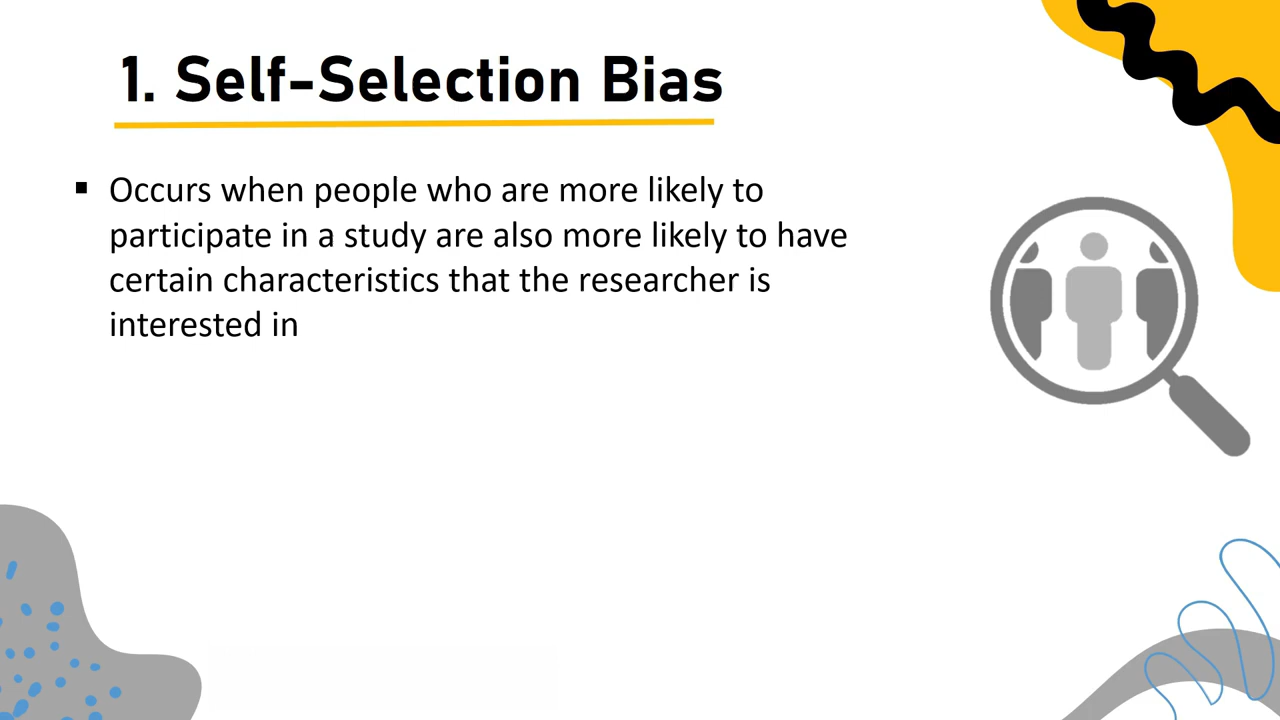 1. Self-Selection Bias
▪ Occurs when people who are more likely to
participate in a study are also more likely to have
certain characteristics that the researcher is
interested in